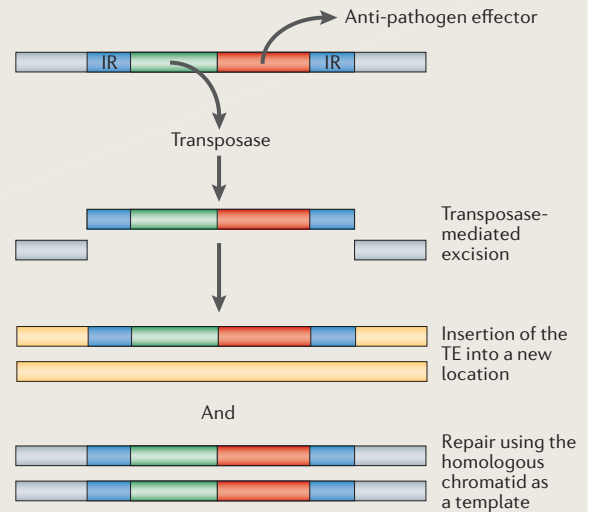 Anti-pathogen effector
IR
IR
Transposase
Transposase-
mediated
excision
Insertion of the
TE into a new
location
And
Repair using the
homologous
chromatid as
a template